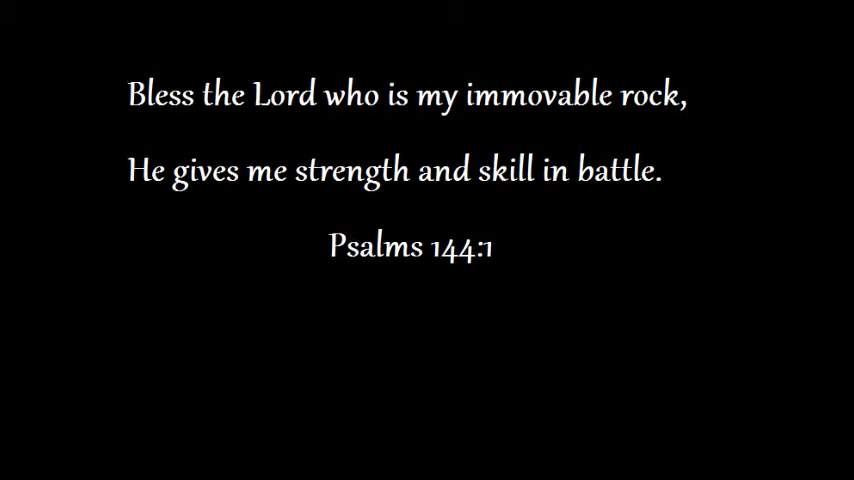 Bless the Lord who is my immovable rock,
He gives me strength and skill in battle.
Psalms 144:1